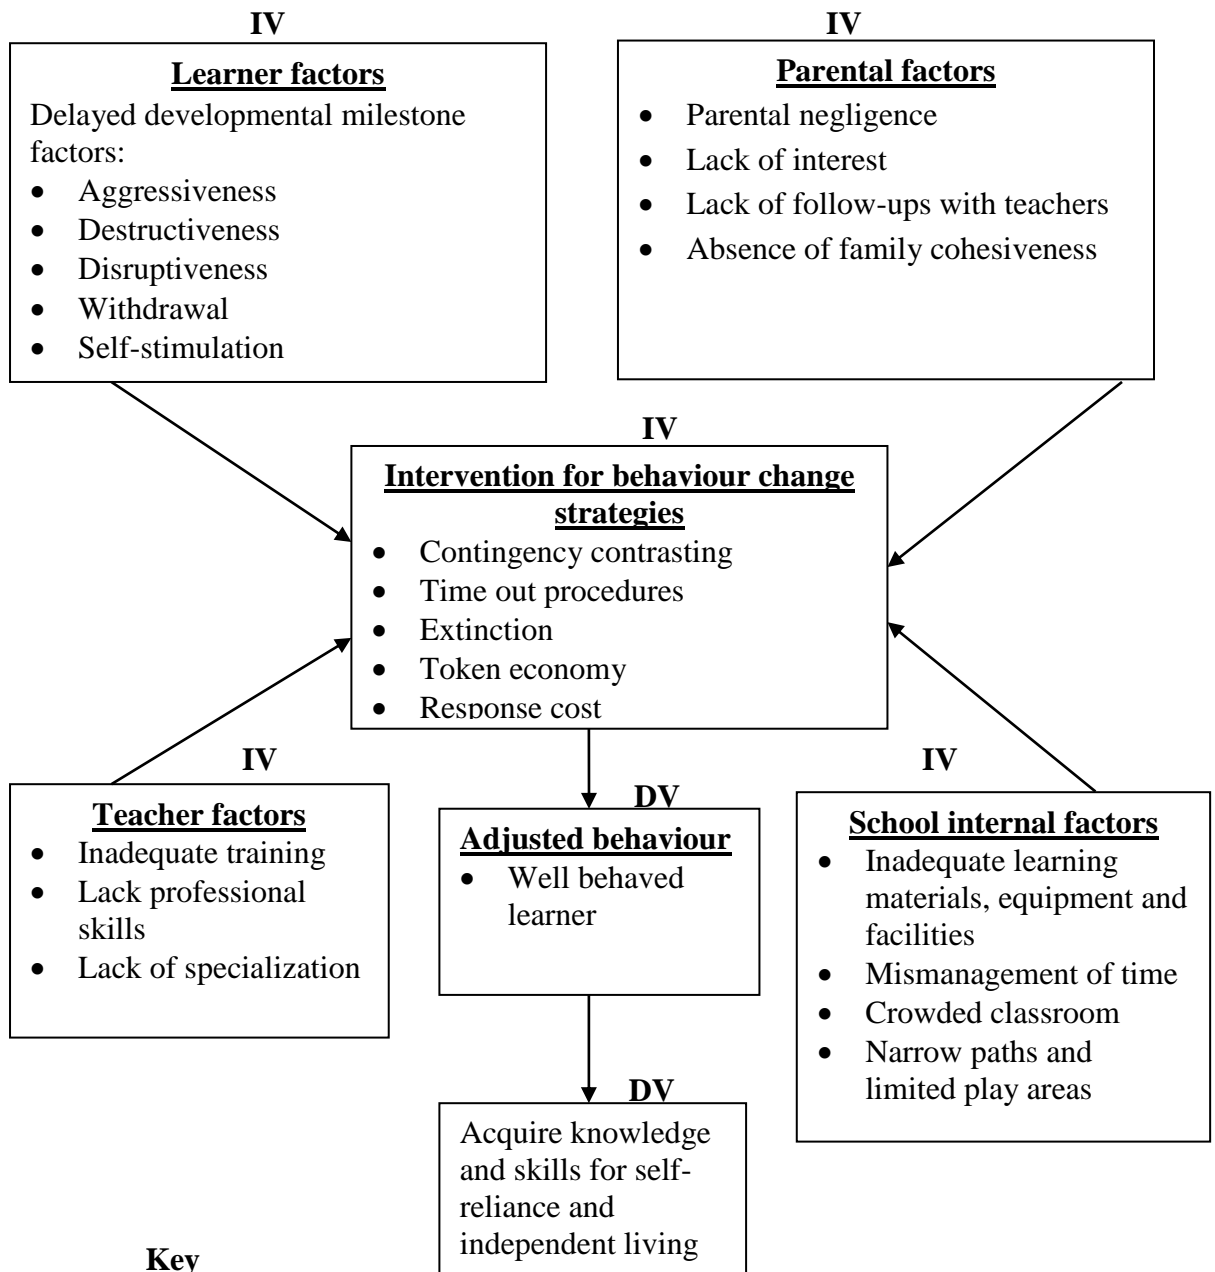 IV
Learner factors
Delayed developmental milestone
factors:
• Aggressiveness
• Destructiveness
• Disruptiveness
• Withdrawal
• Self-stimulation
IV
Parental factors
• Parental negligence
• Lack of interest
• Lack of follow-ups with teachers
• Absence of family cohesiveness
IV
Intervention for behaviour change
strategies
• Contingency contrasting
• Time out procedures
• Extinction
• Token economy
• Response cost
IV
Teacher factors
• Inadequate training
• Lack professional
skills
• Lack of specialization
DV
Adjusted behaviour
• Well behaved
learner
IV
School internal factors
• Inadequate learning
materials, equipment and
facilities
• Mismanagement of time
• Crowded classroom
• Narrow paths and
limited play areas
DV
Acquire knowledge
and skills for self-
reliance and
independent living
Key